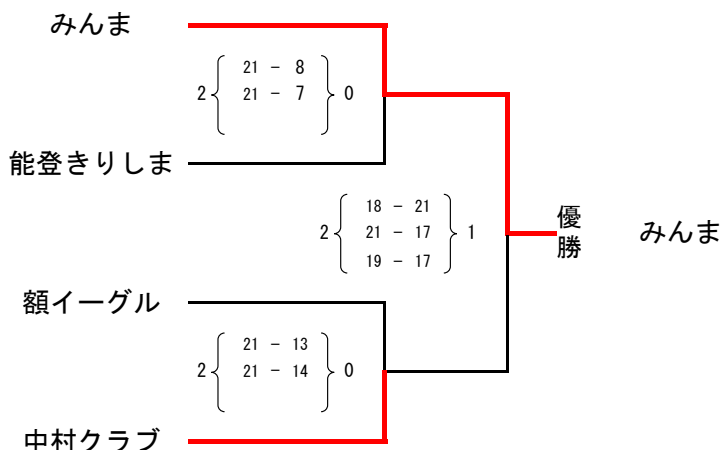 みんま
21 － 8
2 21 － 7 0
能登きりしま
18 － 21
2 21 － 17 1
19 － 17
優勝 みんま
額イーグル
21 － 13
2 21 － 14 0
中村クラブ